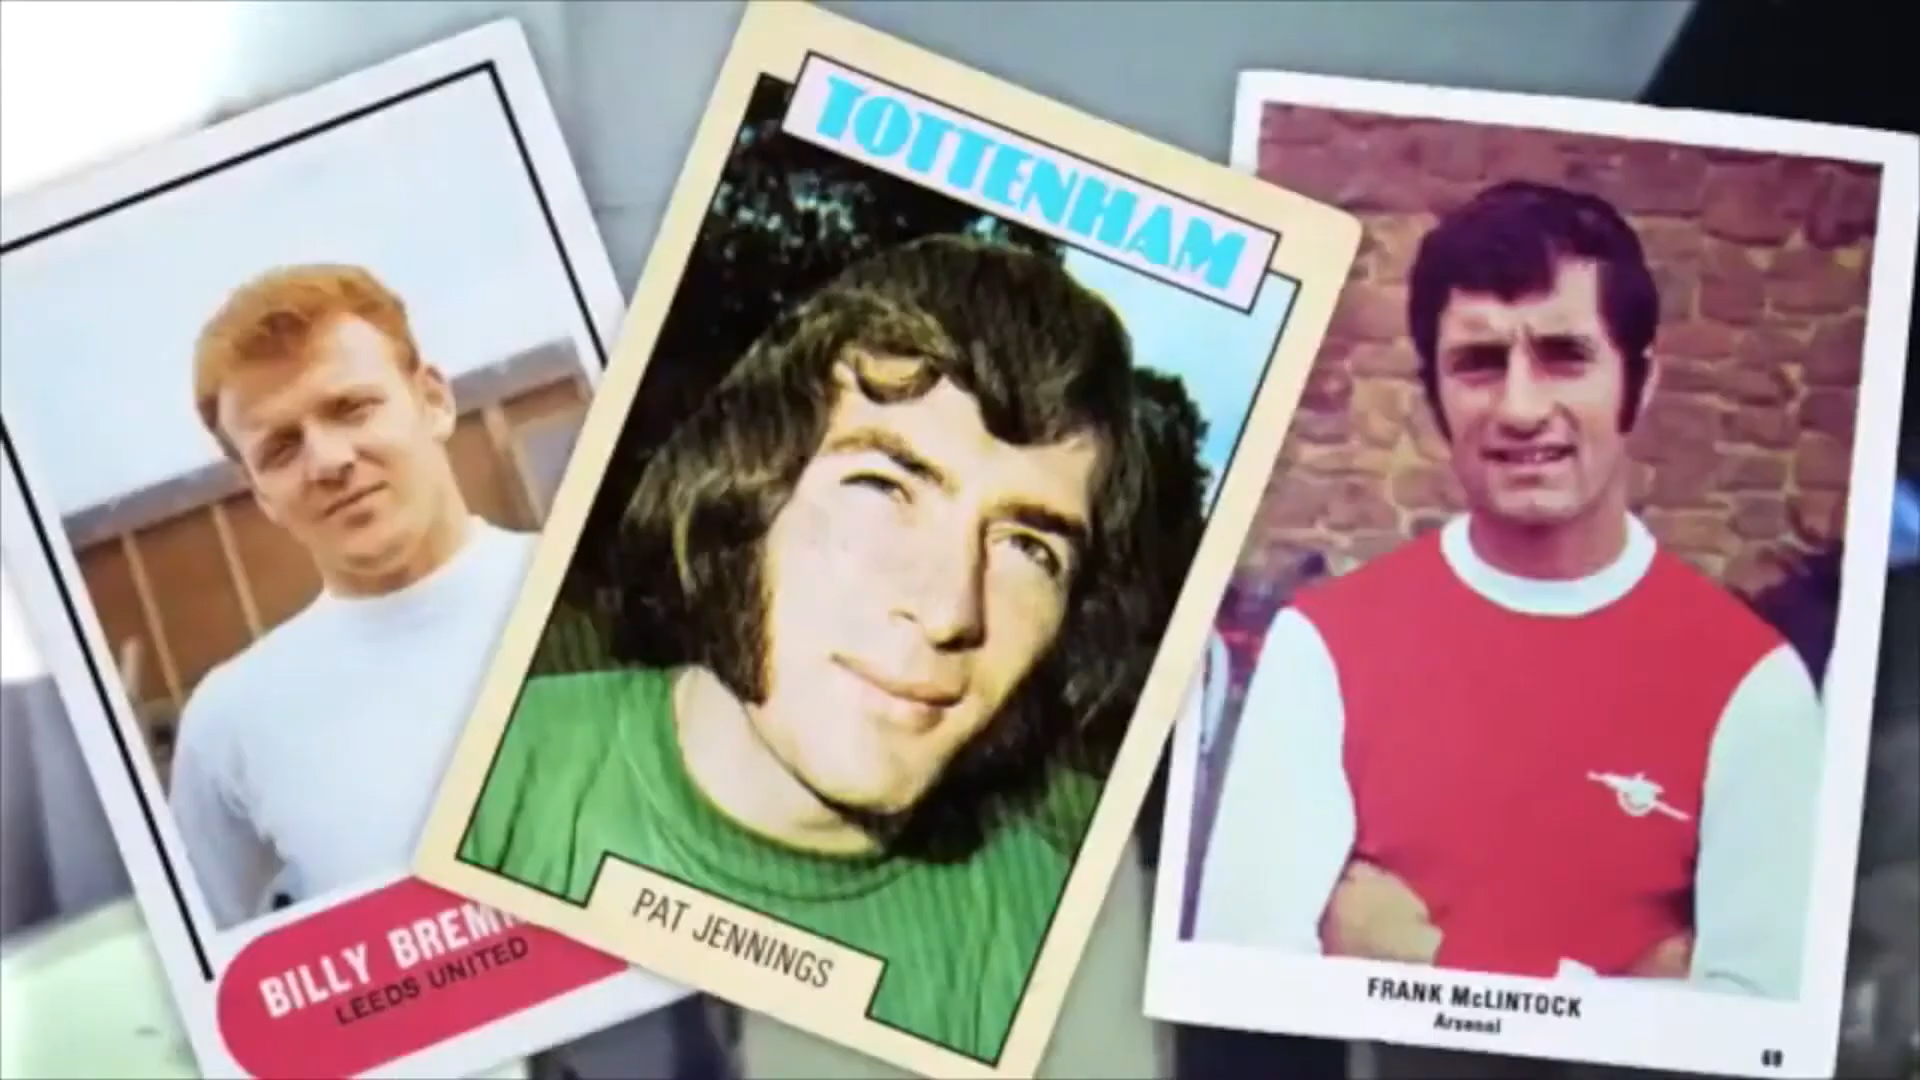 BILLY BREM
LEEDS UNITED
TOTTENHAM
PAT JENNINGS
FRANK McLINTOCK
Arsenal
69